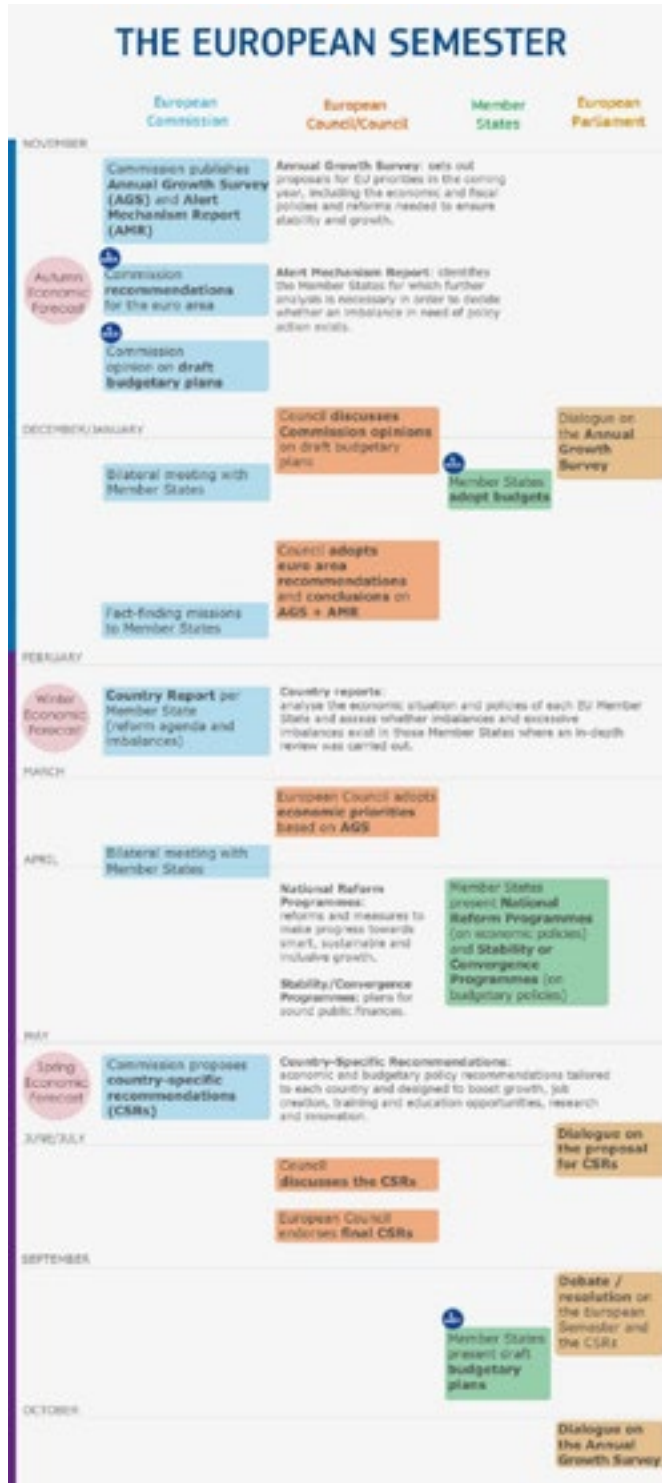 THE EUROPEAN SEMESTER
European
Commission
European
Council/Council
Member
States
European
Parliament
NOVEMBER
Commission publishes
Annual Growth Survey
(AGS) and Alert
Mechanism Report
(AMR)
Annual Growth Survey: sets out
proposals for EU priorities in the coming
year, including the economic and fiscal
policies and reforms needed to ensure
stability and growth.
Autumn
Economic
Forecast
Commission
recommendations
for the euro area
Alert Mechanism Report: identifies
the Member States for which further
analysis is necessary in order to decide
whether an imbalance in need of policy
action exists.
Commission
opinion on draft
budgetary plans
DECEMBER/JANUARY
Council discusses
Commission opinions
on draft budgetary
plans
Dialogue on
the Annual
Growth
Survey
Bilateral meeting with
Member States
Member States
adopt budgets
Council adopts
euro area
recommendations
and conclusions on
AGS + AMR
Fact-finding missions
to Member States
FEBRUARY
Winter
Economic
Forecast
Country Report per
Member State
(reform agenda and
imbalances)
Country reports:
analyse the economic situation and policies of each EU Member
State and assess whether imbalances and excessive
imbalances exist in those Member States where an in-depth
review was carried out.
MARCH
European Council adopts
economic priorities
based on AGS
APRIL
Bilateral meeting with
Member States
National Reform
Programmes:
reforms and measures to
make progress towards
smart, sustainable and
inclusive growth.
Stability/Convergence
Programmes: plans for
sound public finances.
Member States
present National
Reform Programmes
(on economic policies)
and Stability or
Convergence
Programmes (on
budgetary policies)
MAY
Spring
Economic
Forecast
Commission proposes
country-specific
recommendations
(CSRs)
Country-Specific Recommendations:
economic and budgetary policy recommendations tailored
to each country and designed to boost growth, job
creation, training and education opportunities, research
and innovation.
JUNE/JULY
Dialogue on
the proposal
for CSRs
Council
discusses the CSRs
European Council
endorses final CSRs
SEPTEMBER
Debate /
resolution on
the European
Semester and
the CSRs
Member States
present draft
budgetary
plans
OCTOBER
Dialogue on
the Annual
Growth Survey